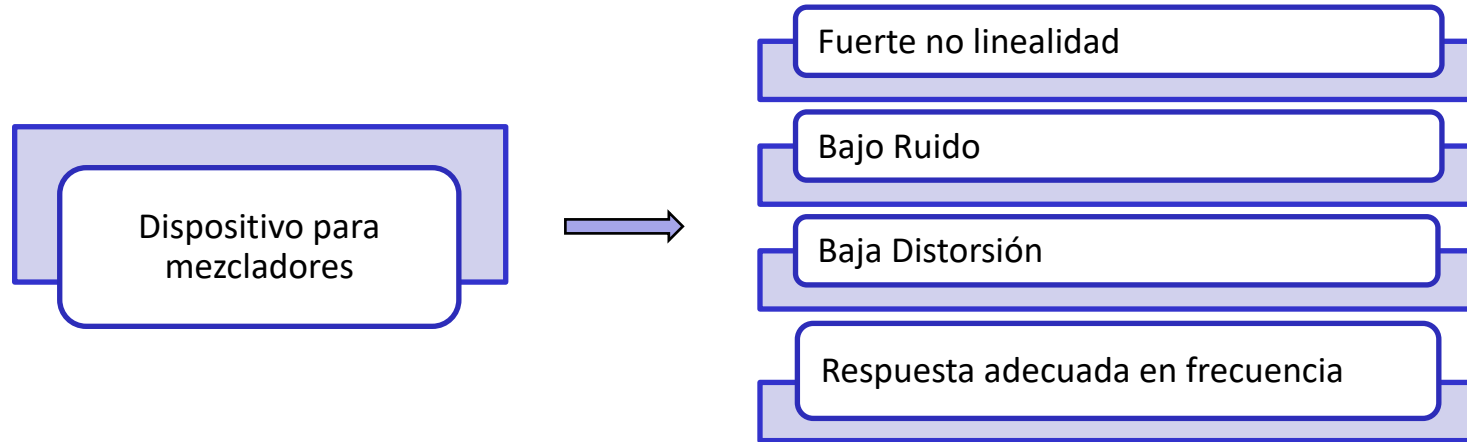 Dispositivo para
mezcladores
Fuerte no linealidad
Bajo Ruido
Baja Distorsión
Respuesta adecuada en frecuencia